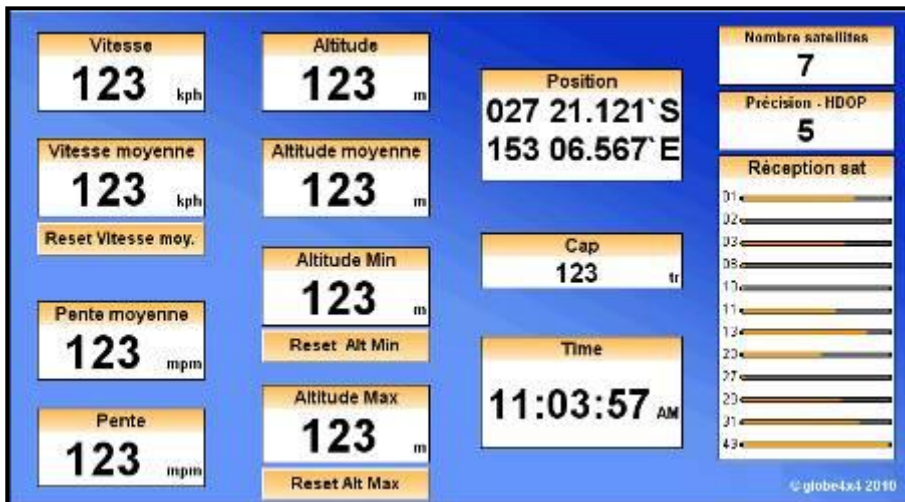 Vitesse
123 kph
Vitesse moyenne
123 kph
Reset Vitesse moy.
Pente moyenne
123 mpm
Pente
123 mpm
Altitude
123 m
Altitude moyenne
123 m
Altitude Min
123 m
Reset Alt Min
Altitude Max
123 m
Reset Alt Max
Position
027 21.121`S
153 06.567`E
Cap
123 tr
Time
11:03:57 AM
Nombre satellites
7
Précision - HDOP
5
Réception sat
01
02
03
08
10
11
13
20
27
23
31
43
© globe4x4 2010